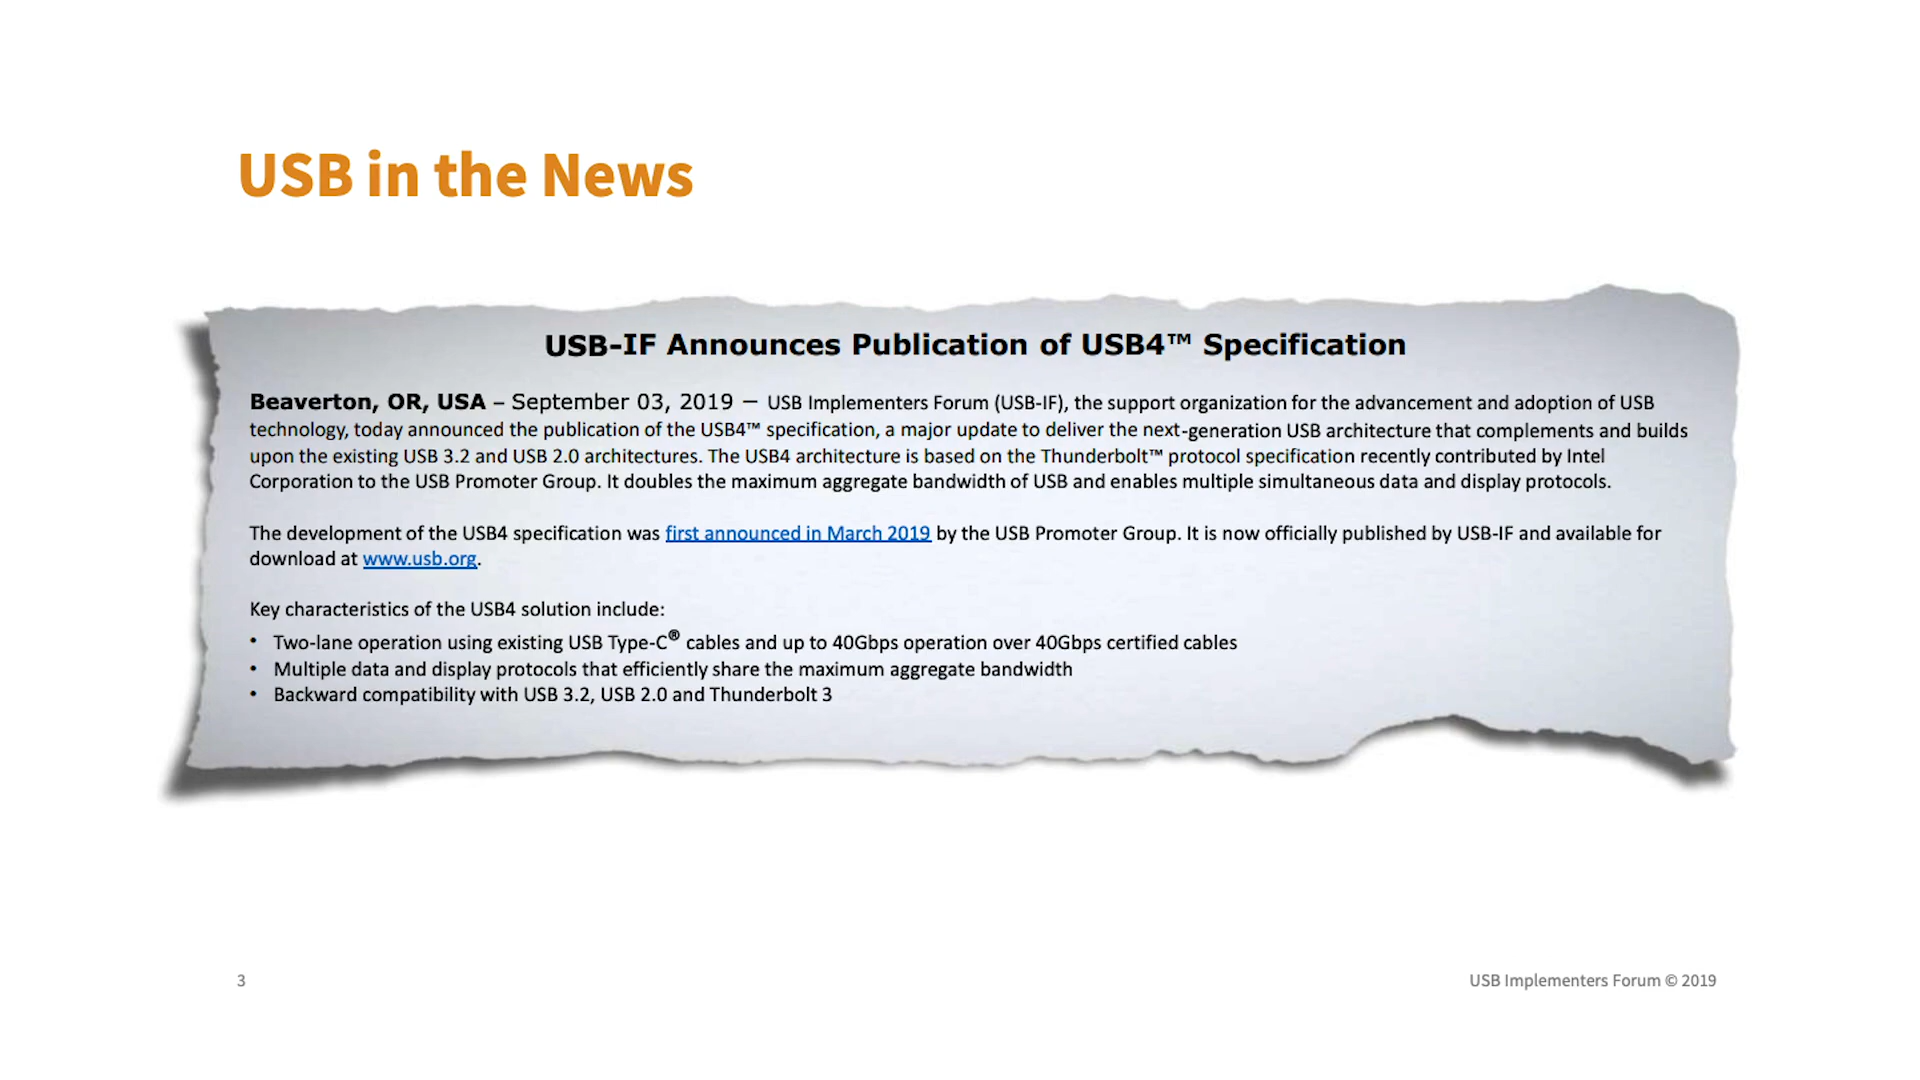 USB in the News
USB-IF Announces Publication of USB4™ Specification
Beaverton, OR, USA – September 03, 2019 — USB Implementers Forum (USB-IF), the support organization for the advancement and adoption of USB
technology, today announced the publication of the USB4™ specification, a major update to deliver the next-generation USB architecture that complements and builds
upon the existing USB 3.2 and USB 2.0 architectures. The USB4 architecture is based on the Thunderbolt™ protocol specification recently contributed by Intel
Corporation to the USB Promoter Group. It doubles the maximum aggregate bandwidth of USB and enables multiple simultaneous data and display protocols.
The development of the USB4 specification was first announced in March 2019 by the USB Promoter Group. It is now officially published by USB-IF and available for
download at www.usb.org.
Key characteristics of the USB4 solution include:
• Two-lane operation using existing USB Type-C® cables and up to 40Gbps operation over 40Gbps certified cables
• Multiple data and display protocols that efficiently share the maximum aggregate bandwidth
• Backward compatibility with USB 3.2, USB 2.0 and Thunderbolt 3
3
USB Implementers Forum © 2019